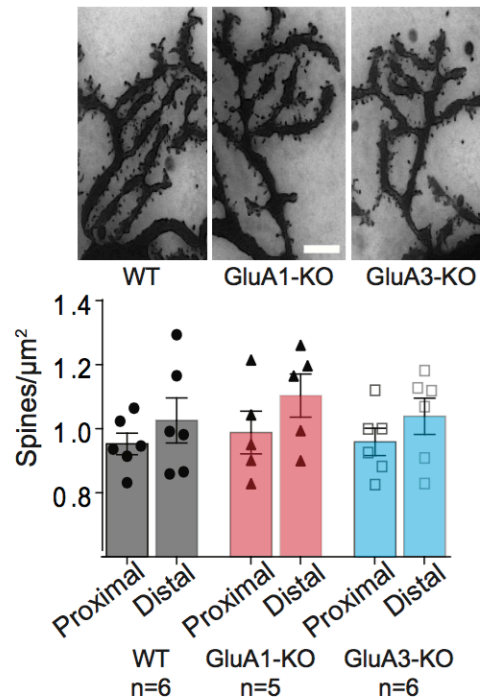 WT GluA1-KO GluA3-KO
Spines/µm²
1.4
1.2
1.0
0.8
Proximal Distal Proximal Distal Proximal Distal
WT GluA1-KO GluA3-KO
n=6 n=5 n=6